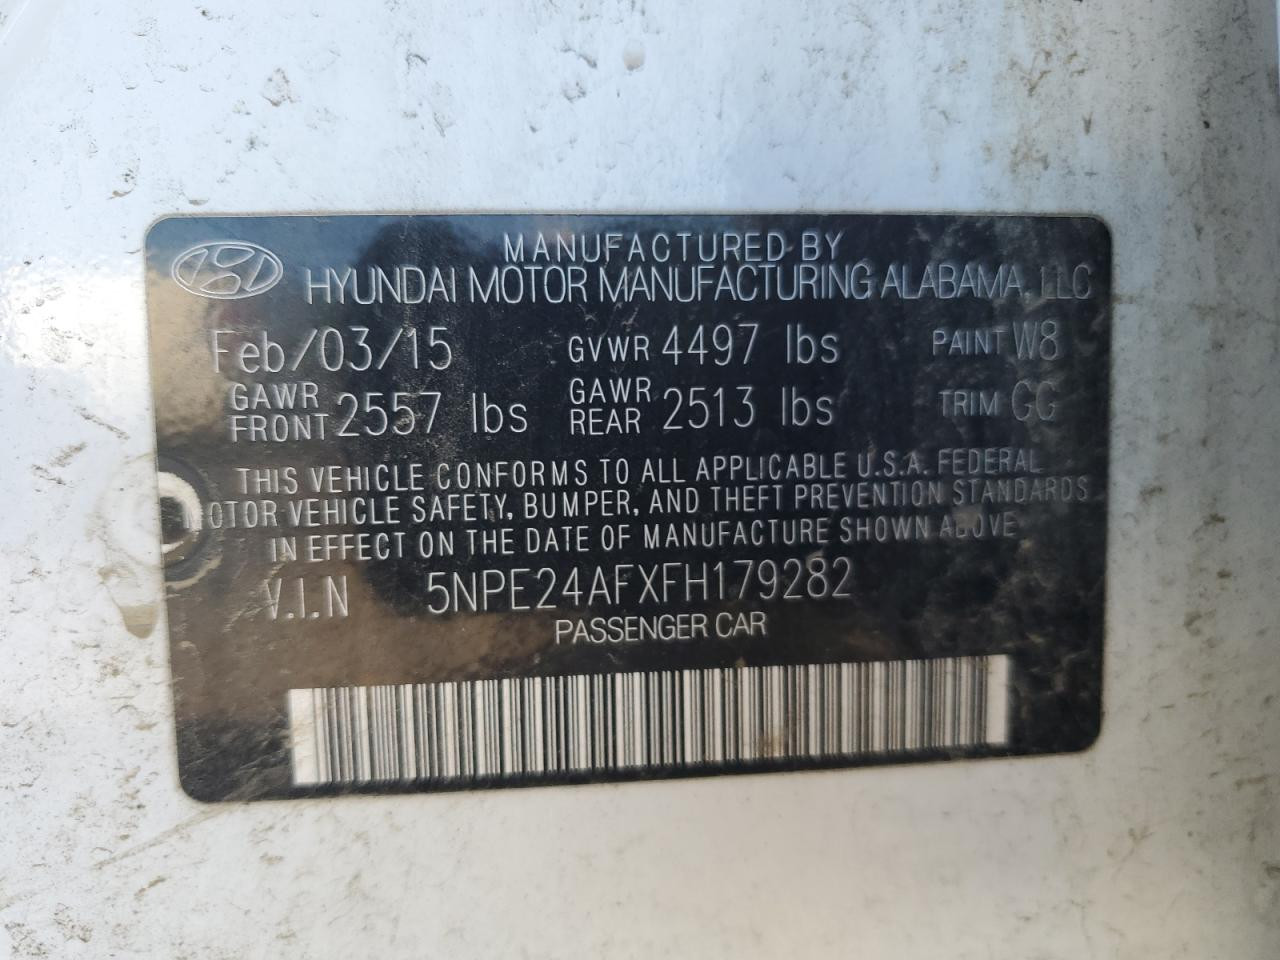 MANUFACTURED BY
HYUNDAI MOTOR MANUFACTURING ALABAMA, LLC
Feb/03/15 GVWR 4497 lbs PAINT W8
GAWR FRONT 2557 lbs GAWR REAR 2513 lbs TRIM GG
THIS VEHICLE CONFORMS TO ALL APPLICABLE U.S.A. FEDERAL
MOTOR VEHICLE SAFETY, BUMPER, AND THEFT PREVENTION STANDARDS
IN EFFECT ON THE DATE OF MANUFACTURE SHOWN ABOVE
V.I.N 5NPE24AFXFH179282
PASSENGER CAR